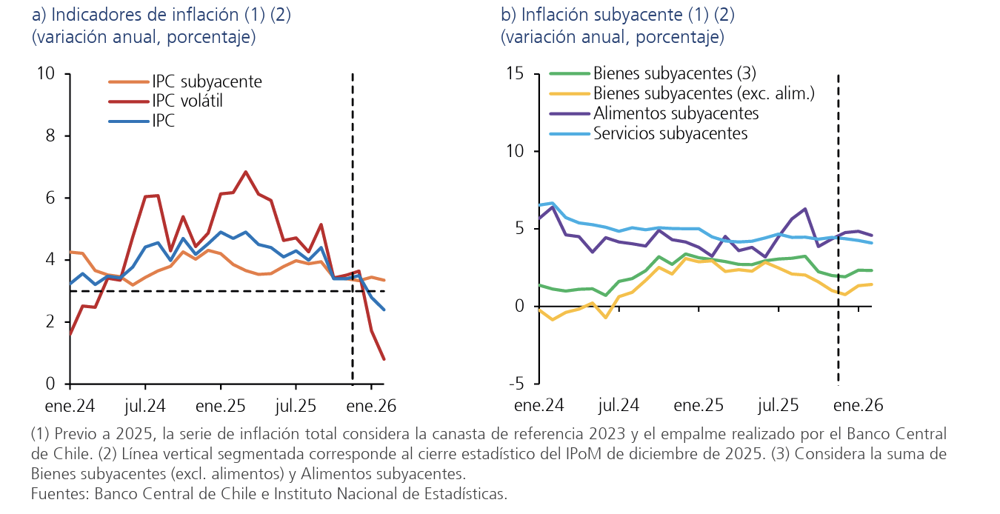 a) Indicadores de inflación (1) (2)
(variación anual, porcentaje)
10
8
6
4
2
0
IPC subyacente
IPC volátil
IPC
ene.24
jul.24
ene.25
jul.25
ene.26
b) Inflación subyacente (1) (2)
(variación anual, porcentaje)
15
10
5
0
-5
Bienes subyacentes (3)
Bienes subyacentes (exc. alim.)
Alimentos subyacentes
Servicios subyacentes
ene.24
jul.24
ene.25
jul.25
ene.26
(1) Previo a 2025, la serie de inflación total considera la canasta de referencia 2023 y el empalme realizado por el Banco Central
de Chile. (2) Línea vertical segmentada corresponde al cierre estadístico del IPoM de diciembre de 2025. (3) Considera la suma de
Bienes subyacentes (excl. alimentos) y Alimentos subyacentes.
Fuentes: Banco Central de Chile e Instituto Nacional de Estadísticas.